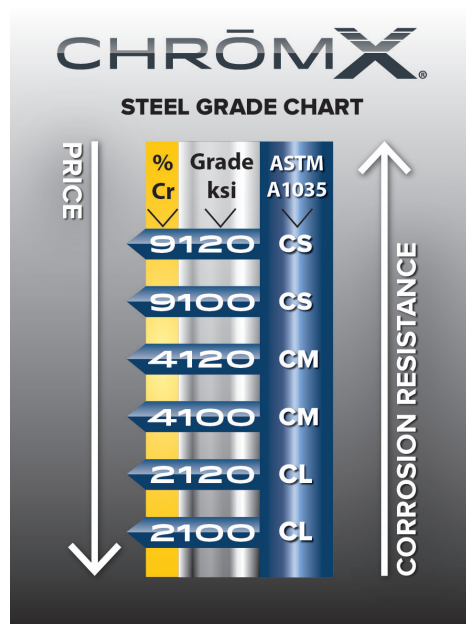 CHRŌMX®
STEEL GRADE CHART
PRICE
% Cr
Grade ksi
ASTM A1035
9120 CS
9100 CS
4120 CM
4100 CM
2120 CL
2100 CL
CORROSION RESISTANCE